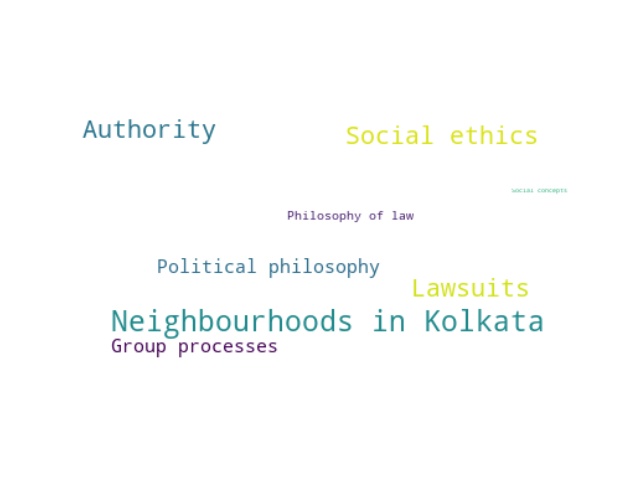 Authority
Social ethics
Social concepts
Philosophy of law
Political philosophy
Lawsuits
Neighbourhoods in Kolkata
Group processes